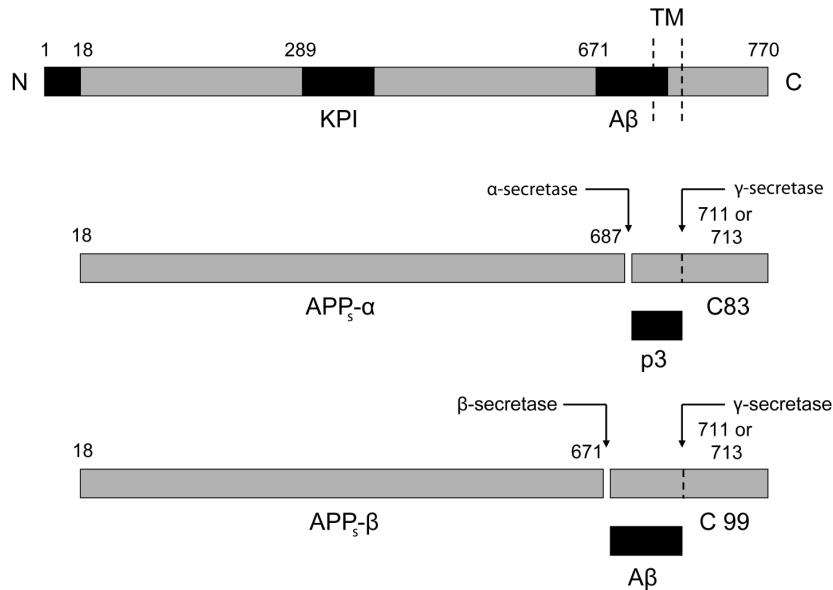 TM
1 18 289 671 770
N C
KPI Aβ
α-secretase γ-secretase
711 or
18 687 713
APPs-α C83
p3
β-secretase γ-secretase
711 or
18 671 713
APPs-β C 99
Aβ